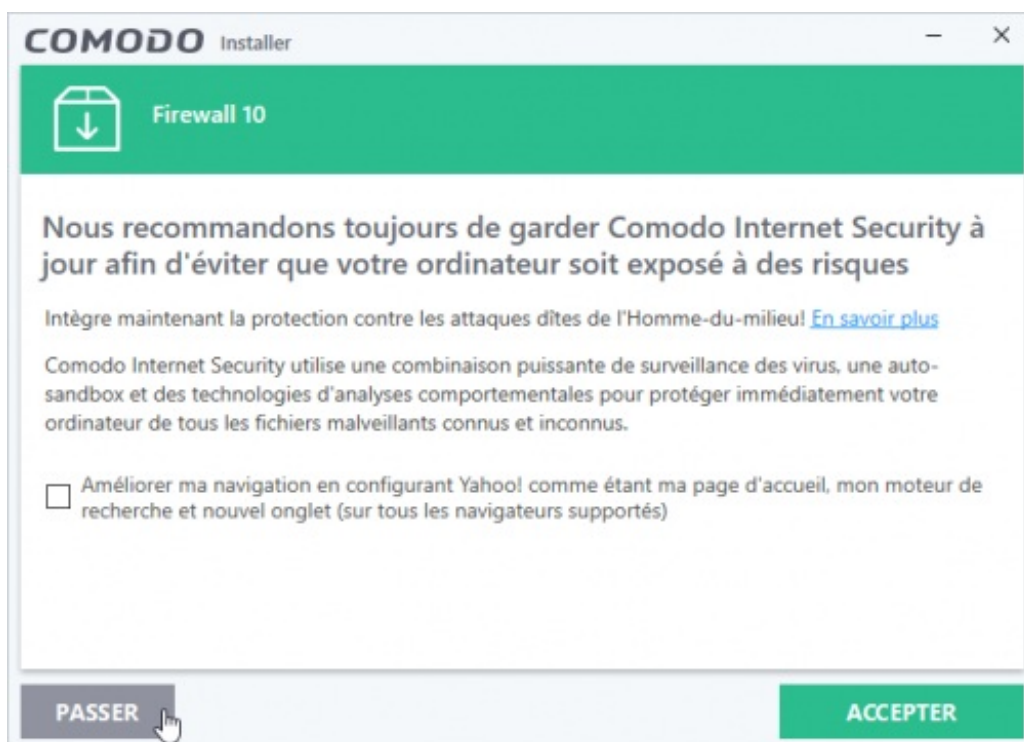 COMODO Installer
Firewall 10
Nous recommandons toujours de garder Comodo Internet Security à
jour afin d'éviter que votre ordinateur soit exposé à des risques
Intègre maintenant la protection contre les attaques dîtes de l'Homme-du-milieu! En savoir plus
Comodo Internet Security utilise une combinaison puissante de surveillance des virus, une auto-
sandbox et des technologies d'analyses comportementales pour protéger immédiatement votre
ordinateur de tous les fichiers malveillants connus et inconnus.
Améliorer ma navigation en configurant Yahoo! comme étant ma page d'accueil, mon moteur de
recherche et nouvel onglet (sur tous les navigateurs supportés)
PASSER
ACCEPTER